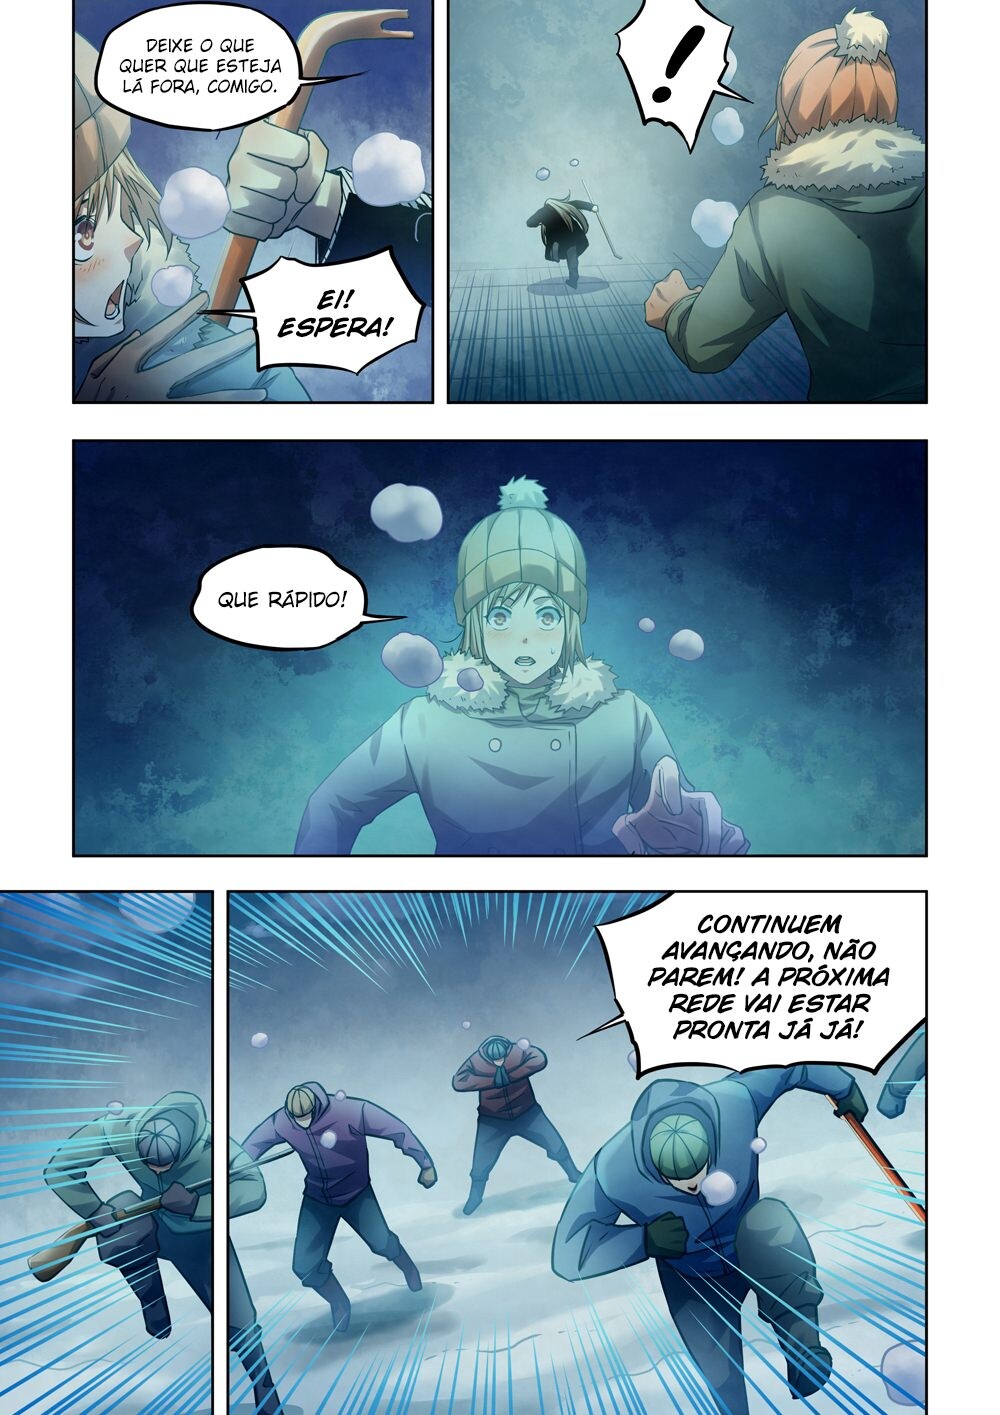 DEIXE O QUE
QUER QUE ESTEJA
LÁ FORA, COMIGO.
EI!
ESPERA!
!
QUE RÁPIDO!
CONTINUEM
AVANÇANDO, NÃO
PAREM! A PRÓXIMA
REDE VAI ESTAR
PRONTA JÁ JÁ!